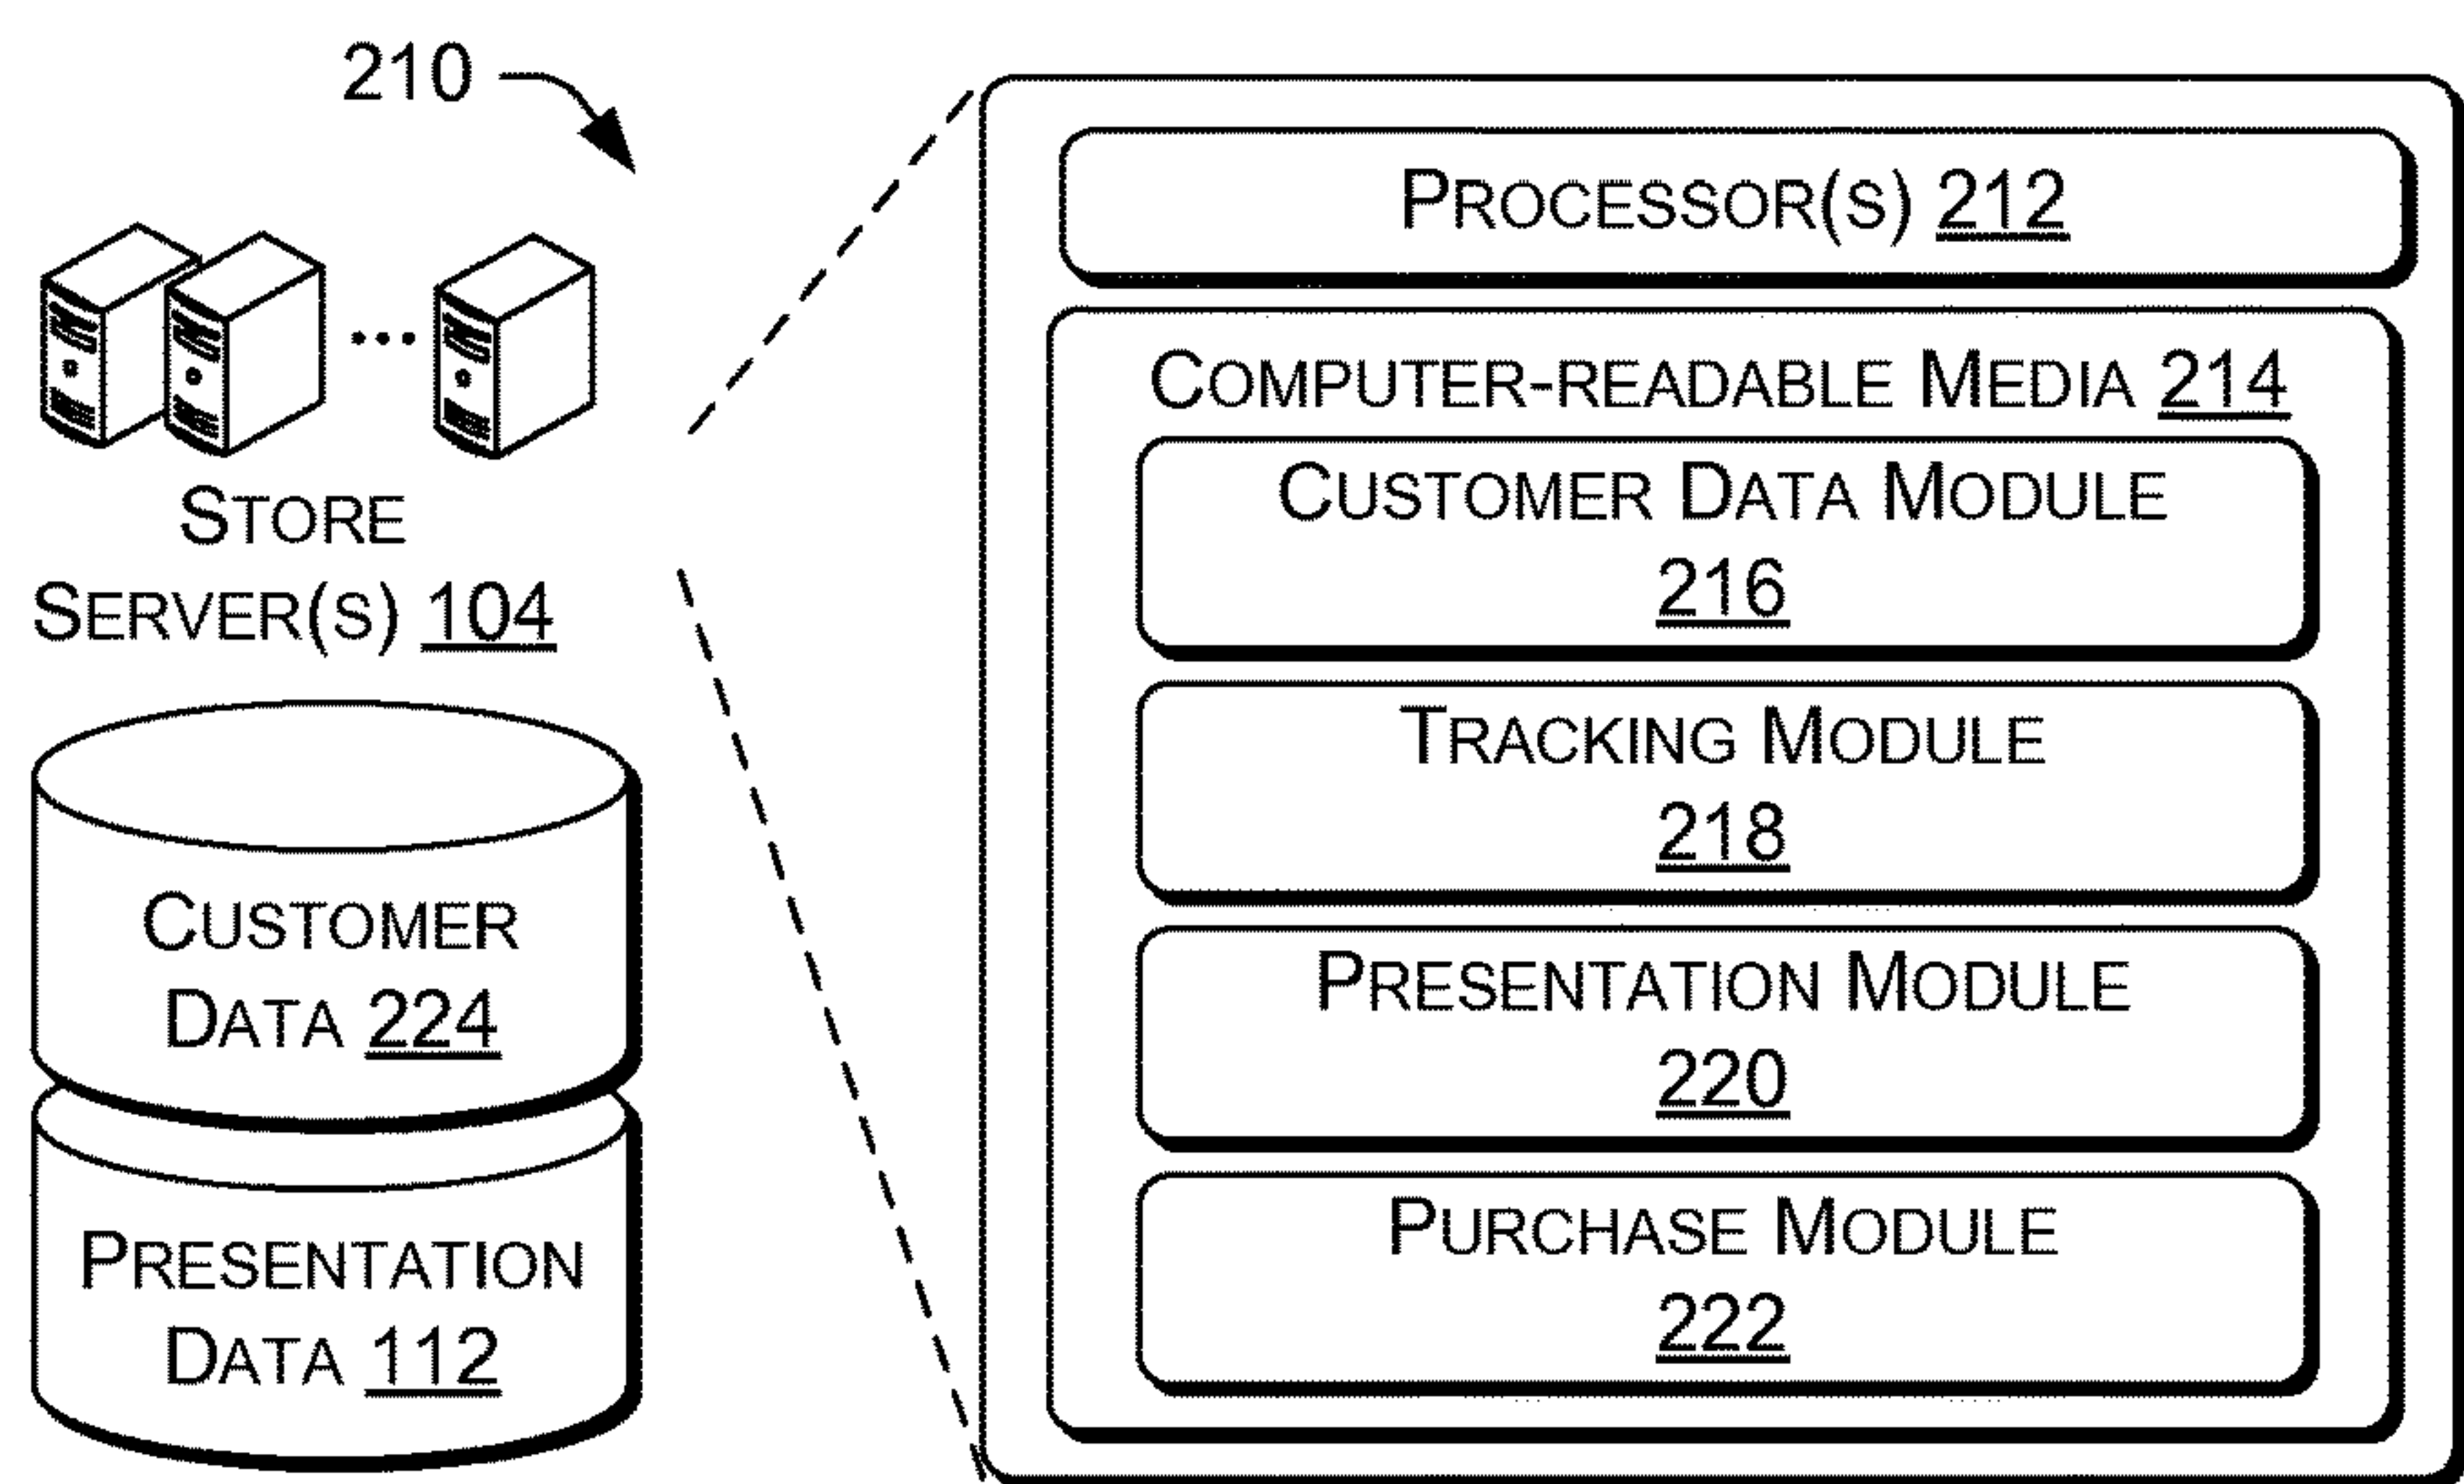 210
STORE
SERVER(S) 104
CUSTOMER
DATA 224
PRESENTATION
DATA 112
PROCESSOR(S) 212
COMPUTER-READABLE MEDIA 214
CUSTOMER DATA MODULE
216
TRACKING MODULE
218
PRESENTATION MODULE
220
PURCHASE MODULE
222